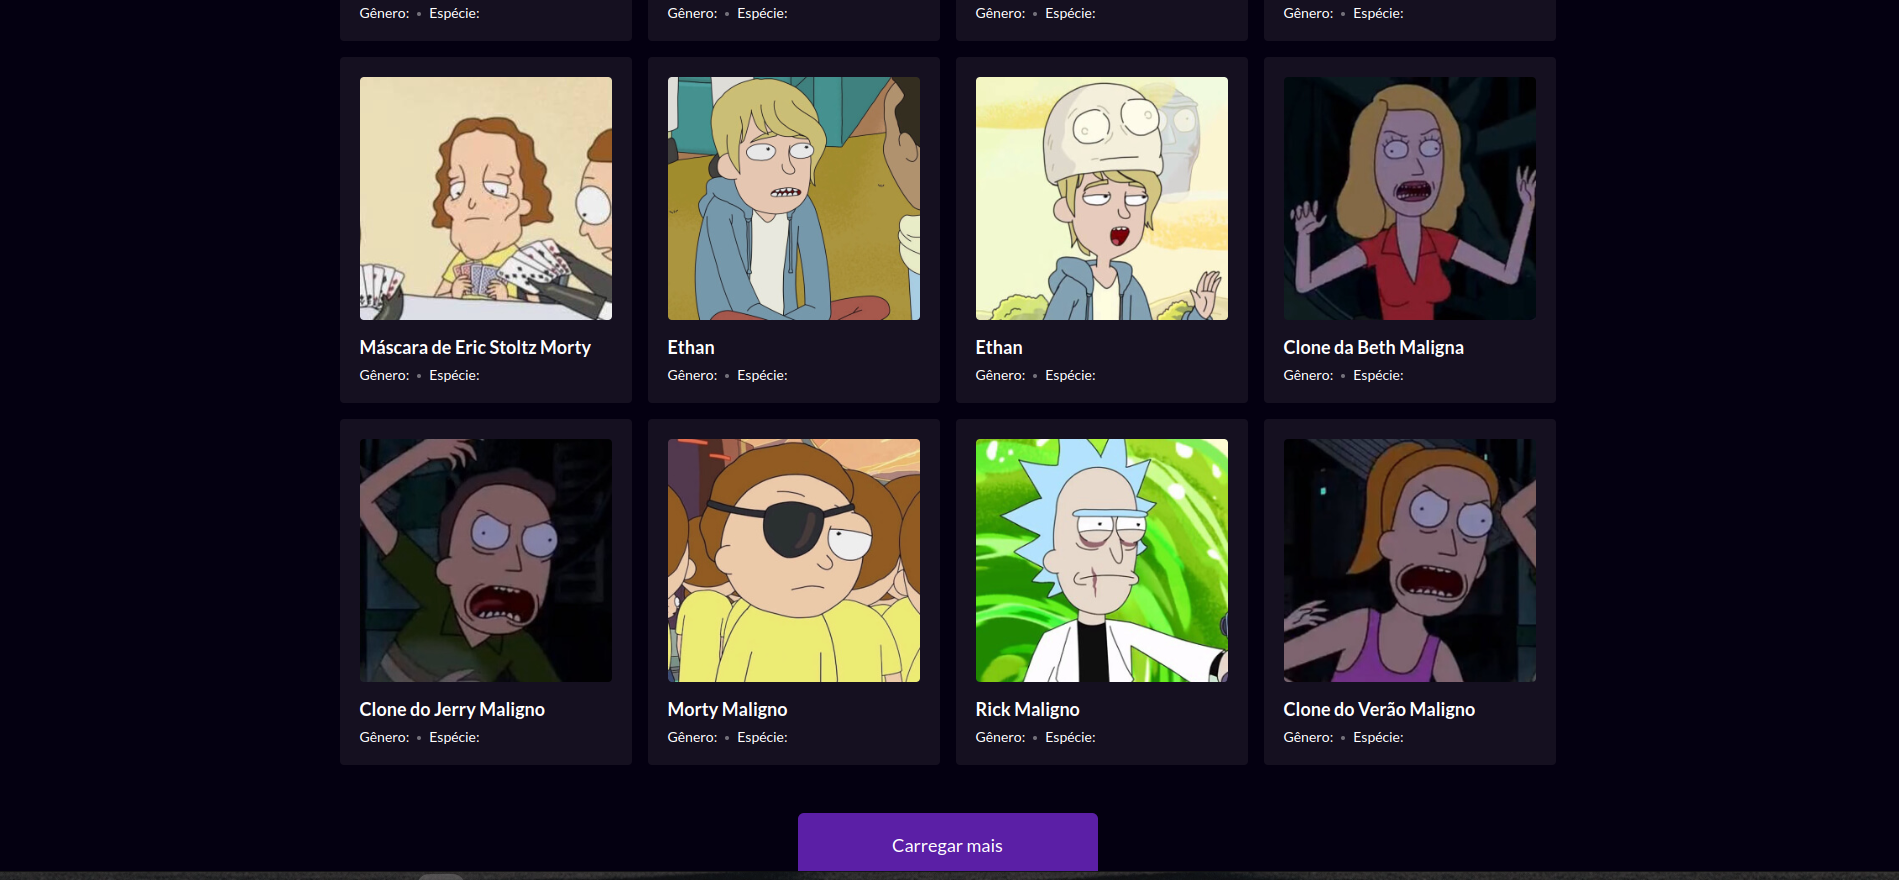 Gênero: • Espécie:
Gênero: • Espécie:
Gênero: • Espécie:
Gênero: • Espécie:
Máscara de Eric Stoltz Morty
Gênero: • Espécie:
Ethan
Gênero: • Espécie:
Ethan
Gênero: • Espécie:
Clone da Beth Maligna
Gênero: • Espécie:
Clone do Jerry Maligno
Gênero: • Espécie:
Morty Maligno
Gênero: • Espécie:
Rick Maligno
Gênero: • Espécie:
Clone do Verão Maligno
Gênero: • Espécie:
Carregar mais